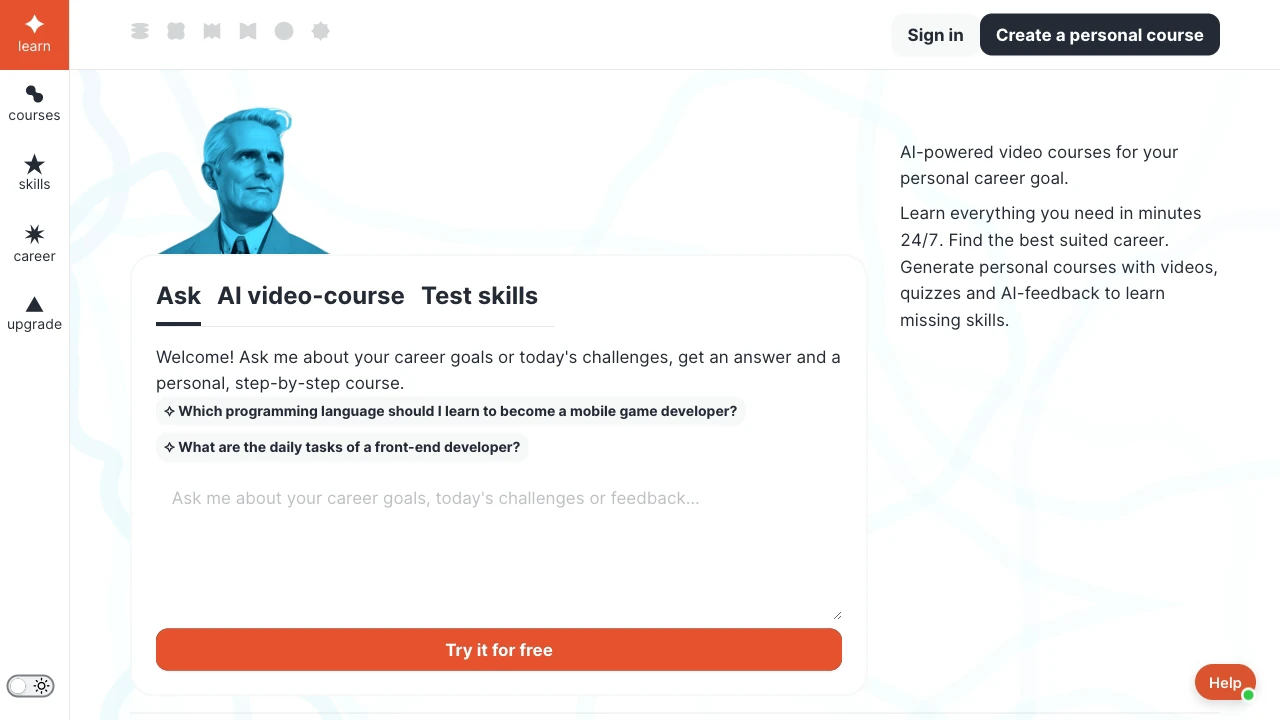 learn
courses
skills
career
upgrade
Sign in
Create a personal course
Ask
AI video-course
Test skills
Welcome! Ask me about your career goals or today's challenges, get an answer and a
personal, step-by-step course.
Which programming language should I learn to become a mobile game developer?
What are the daily tasks of a front-end developer?
Ask me about your career goals, today's challenges or feedback...
Try it for free
AI-powered video courses for your
personal career goal.
Learn everything you need in minutes
24/7. Find the best suited career.
Generate personal courses with videos,
quizzes and AI-feedback to learn
missing skills.
Help